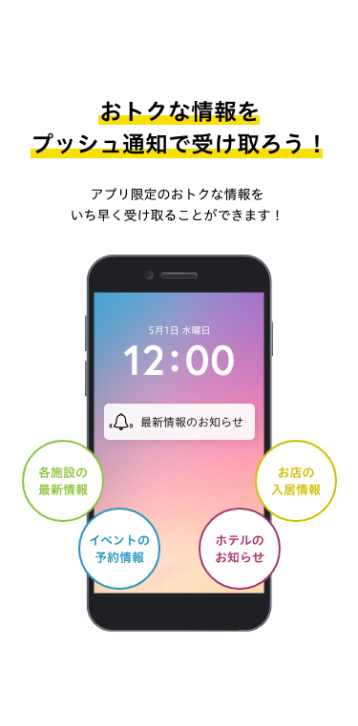 おトクな情報を
プッシュ通知で受け取ろう！
アプリ限定のおトクな情報を
いち早く受け取ることができます！
5月1日 水曜日
12:00
最新情報のお知らせ
各施設の
最新情報
お店の
入居情報
イベントの
予約情報
ホテルの
お知らせ